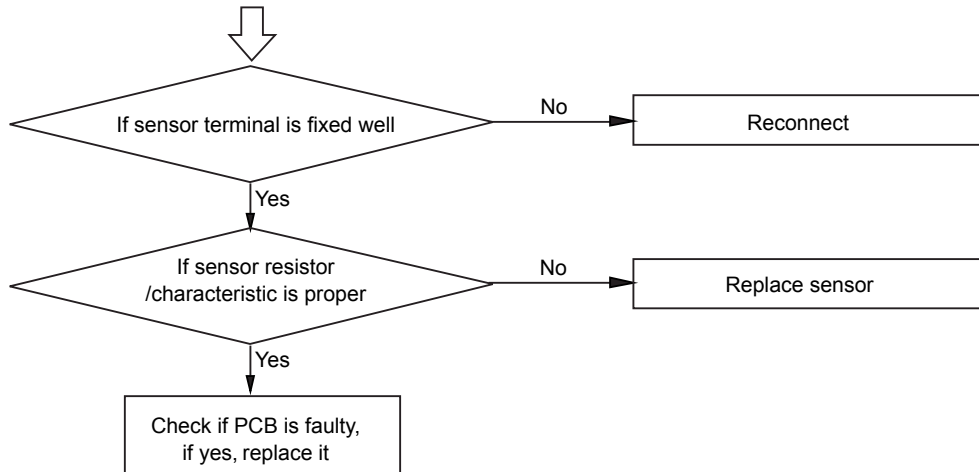 If sensor terminal is fixed well
No
Reconnect
Yes
If sensor resistor
/characteristic is proper
No
Replace sensor
Yes
Check if PCB is faulty,
if yes, replace it